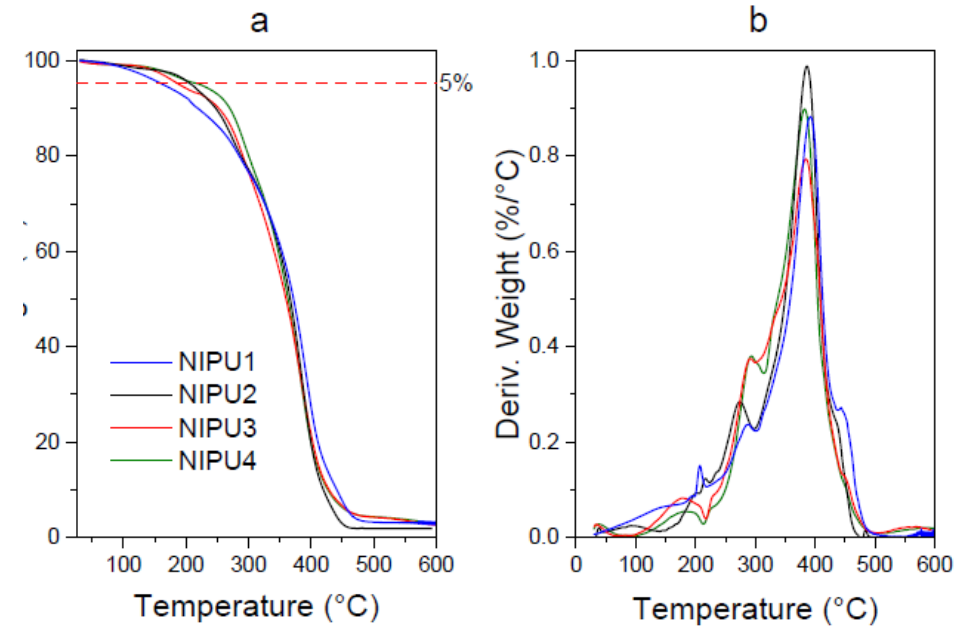 a
100
80
60
40
20
0
5%
NIPU1
NIPU2
NIPU3
NIPU4
100 200 300 400 500 600
Temperature (°C)
b
Deriv. Weight (%/°C)
1.0
0.8
0.6
0.4
0.2
0.0
0 100 200 300 400 500 600
Temperature (°C)